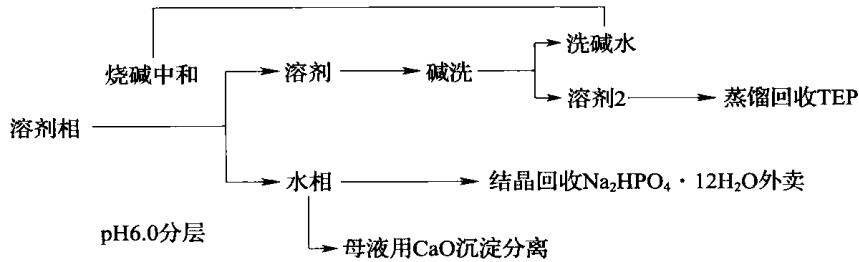 洗碱水
烧碱中和
溶剂
碱洗
溶剂2
蒸馏回收TEP
溶剂相
水相
结晶回收Na₂HPO₄·12H₂O外卖
pH6.0分层
母液用CaO沉淀分离